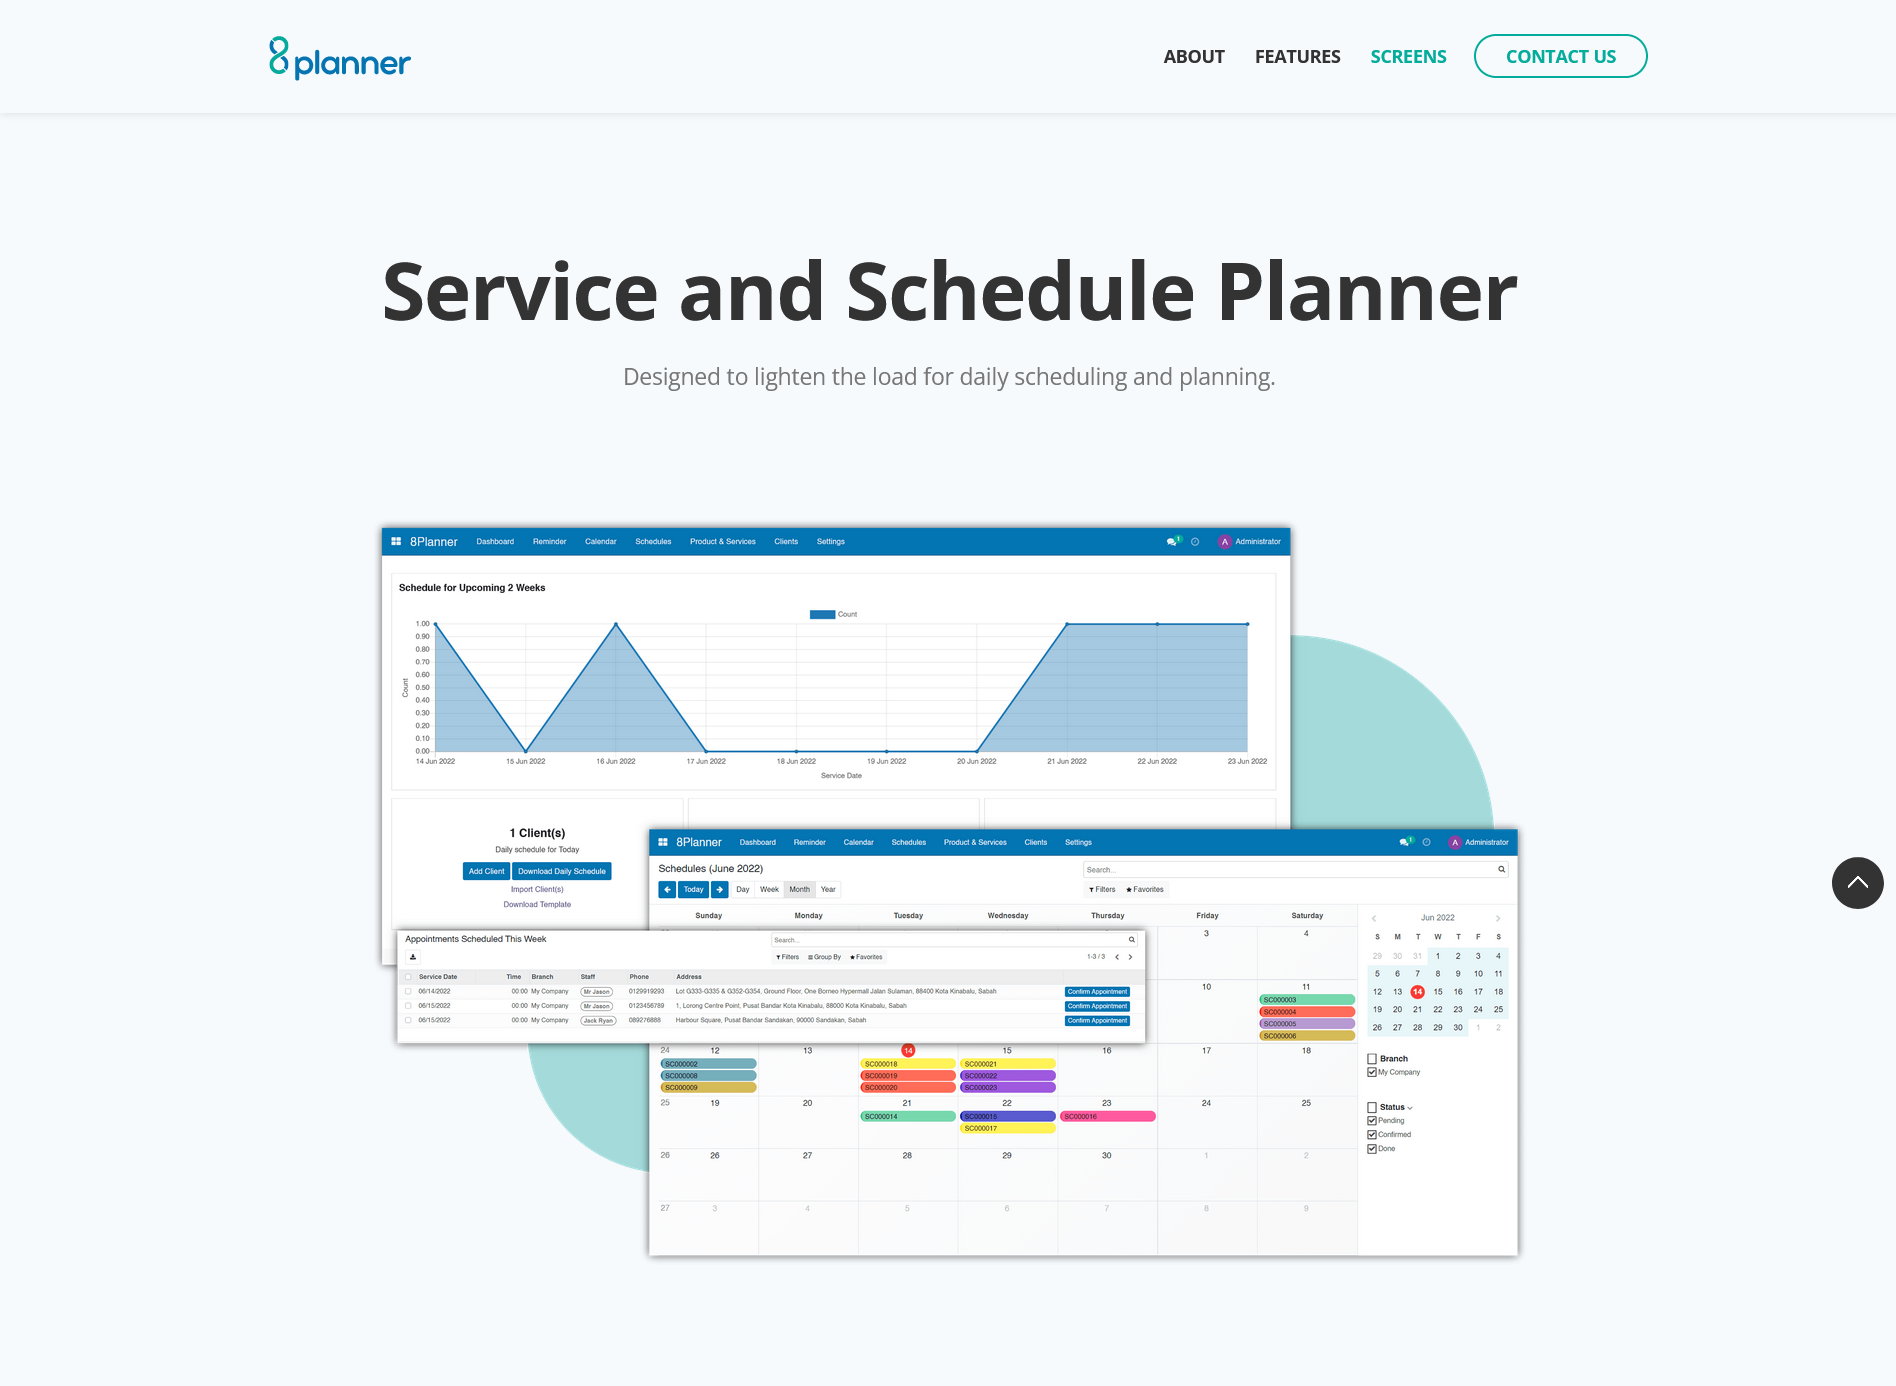 8planner
ABOUT FEATURES SCREENS CONTACT US
Service and Schedule Planner
Designed to lighten the load for daily scheduling and planning.
8Planner Dashboard Reminder Calendar Schedules Product & Services Clients Settings 1 A Administrator
Schedule for Upcoming 2 Weeks
Count
1.00
0.90
0.80
0.70
0.60
0.50
0.40
0.30
0.20
0.10
0.00
Count
14 Jun 2022 15 Jun 2022 16 Jun 2022 17 Jun 2022 18 Jun 2022 19 Jun 2022 20 Jun 2022 21 Jun 2022 22 Jun 2022 23 Jun 2022
Service Date
1 Client(s)
Daily schedule for Today
Add Client Download Daily Schedule
Import Client(s)
Download Template
8Planner Dashboard Reminder Calendar Schedules Product & Services Clients Settings 1 A Administrator
Schedules (June 2022) Search...
Today Day Week Month Year Filters Favorites
Sunday Monday Tuesday Wednesday Thursday Friday Saturday
3 4
Appointments Scheduled This Week Search...
Filters Group By Favorites 1-3 / 3
Service Date Time Branch Staff Phone Address
06/14/2022 00:00 My Company Mr Jason 0129919293 Lot G333-G335 & G352-G354, Ground Floor, One Borneo Hypermall Jalan Sulaman, 88400 Kota Kinabalu, Sabah Confirm Appointment
06/15/2022 00:00 My Company Mr Jason 0123456789 1, Lorong Centre Point, Pusat Bandar Kota Kinabalu, 88000 Kota Kinabalu, Sabah Confirm Appointment
06/15/2022 00:00 My Company Jack Ryan 089276888 Harbour Square, Pusat Bandar Sandakan, 90000 Sandakan, Sabah Confirm Appointment
10 11
SC000003
SC000004
SC000005
SC000006
24 12 13 14 15 16 17 18
SC000002 SC000018 SC000021
SC000008 SC000019 SC000022
SC000009 SC000020 SC000023
25 19 20 21 22 23 24 25
SC000014 SC000015 SC000016
SC000017
26 26 27 28 29 30 1 2
27 3 4 5 6 7 8 9
Jun 2022
S M T W T F S
29 30 31 1 2 3 4
5 6 7 8 9 10 11
12 13 14 15 16 17 18
19 20 21 22 23 24 25
26 27 28 29 30 1 2
Branch
My Company
Status
Pending
Confirmed
Done